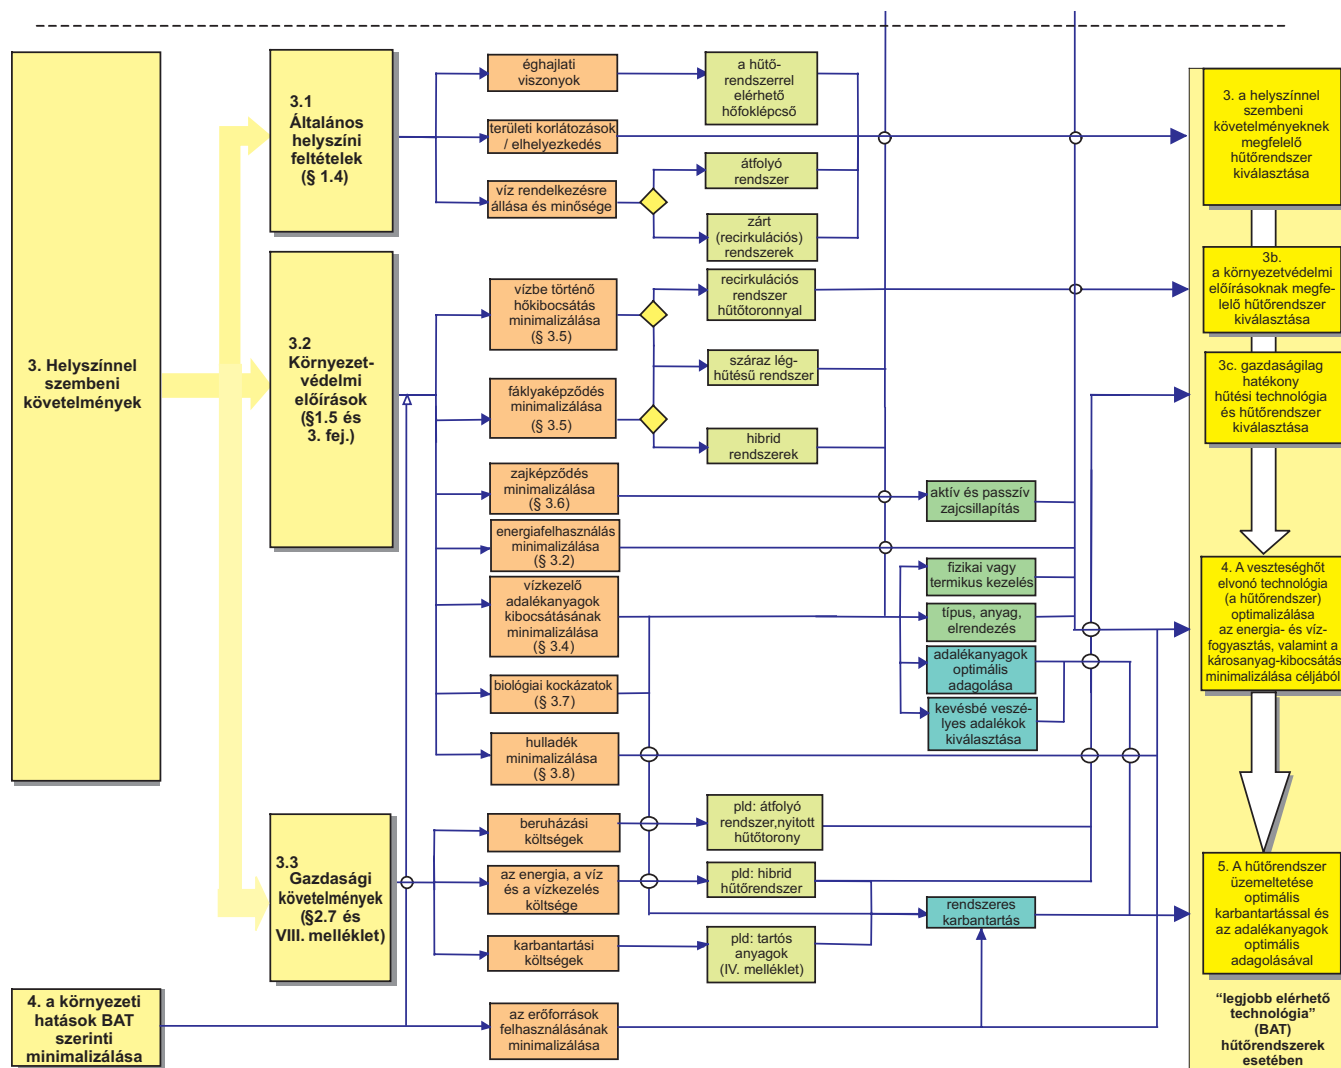 3. Helyszínnel
szembeni
követelmények
4. a környezeti
hatások BAT
szerinti
minimalizálása
3.1
Általános
helyszíni
feltételek
(§ 1.4)
3.2
Környezet-
védelmi
előírások
(§1.5 és
3. fej.)
3.3
Gazdasági
követelmények
(§2.7 és
VIII. melléklet)
éghajlati
viszonyok
területi korlátozások
/ elhelyezkedés
víz rendelkezésre
állása és minősége
vízbe történő
hőkibocsátás
minimalizálása
(§ 3.5)
fáklyaképződés
minimalizálása
(§ 3.5)
zajképződés
minimalizálása
(§ 3.6)
energiafelhasználás
minimalizálása
(§ 3.2)
vízkezelő
adalékanyagok
kibocsátásának
minimalizálása
(§ 3.4)
biológiai kockázatok
(§ 3.7)
hulladék
minimalizálása
(§ 3.8)
beruházási
költségek
az energia, a víz
és a vízkezelés
költsége
karbantartási
költségek
az erőforrások
felhasználásának
minimalizálása
a hűtő-
rendszerrel
elérhető
hőfoklépcső
átfolyó
rendszer
zárt
(recirkulációs)
rendszerek
recirkulációs
rendszer
hűtőtoronnyal
száraz lég-
hűtésű rendszer
hibrid
rendszerek
pld: átfolyó
rendszer,nyitott
hűtőtorony
pld: hibrid
hűtőrendszer
pld: tartós
anyagok
(IV. melléklet)
aktív és passzív
zajcsillapítás
fizikai vagy
termikus kezelés
típus, anyag,
elrendezés
adalékanyagok
optimális
adagolása
kevésbé veszé-
lyes adalékok
kiválasztása
rendszeres
karbantartás
3. a helyszínnel
szembeni
követelményeknek
megfelelő
hűtőrendszer
kiválasztása
3b.
a környezetvédelmi
előírásoknak megfe-
lelő hűtőrendszer
kiválasztása
3c. gazdaságilag
hatékony
hűtési technológia
és hűtőrendszer
kiválasztása
4. A veszteséghőt
elvonó technológia
(a hűtőrendszer)
optimalizálása
az energia- és víz-
fogyasztás, valamint a
károsanyag-kibocsátás
minimalizálása céljából
5. A hűtőrendszer
üzemeltetése
optimális
karbantartással és
az adalékanyagok
optimális
adagolásával
“legjobb elérhető
technológia”
(BAT)
hűtőrendszerek
esetében